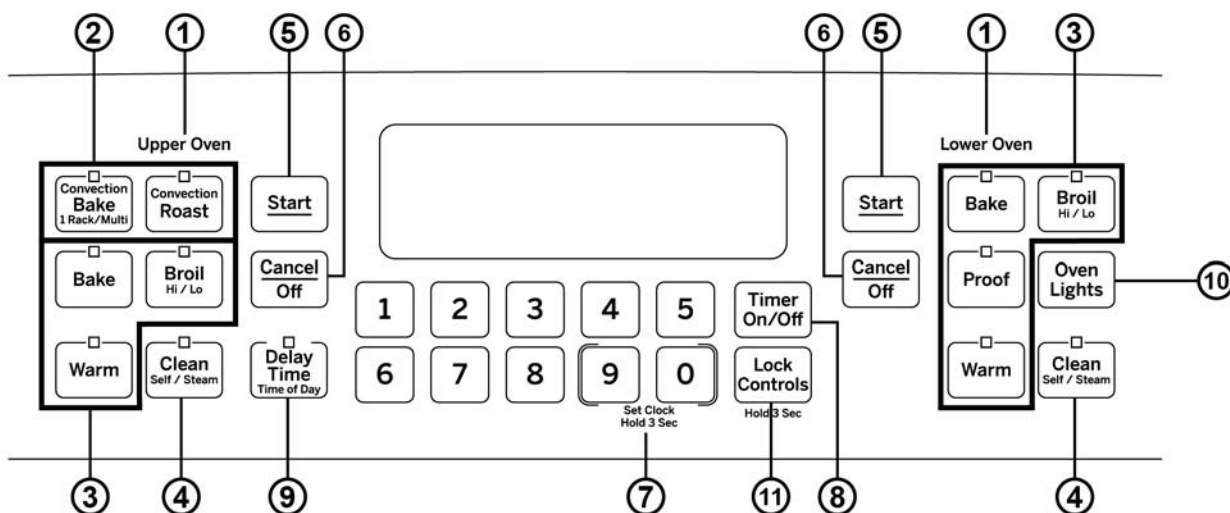 2 1 5 6 6 5 1 3
Upper Oven
Lower Oven
Convection
Bake
1 Rack/Multi
Convection
Roast
Start
Start
Bake
Broil
Hi / Lo
Bake
Broil
Hi / Lo
Cancel
Off
Cancel
Off
Proof
Oven
Lights
10
1 2 3 4 5
Timer
On/Off
Warm
Clean
Self / Steam
Delay
Time
Time of Day
6 7 8 9 0
Lock
Controls
Warm
Clean
Self / Steam
Set Clock
Hold 3 Sec
Hold 3 Sec
3 4 9 7 11 8 4